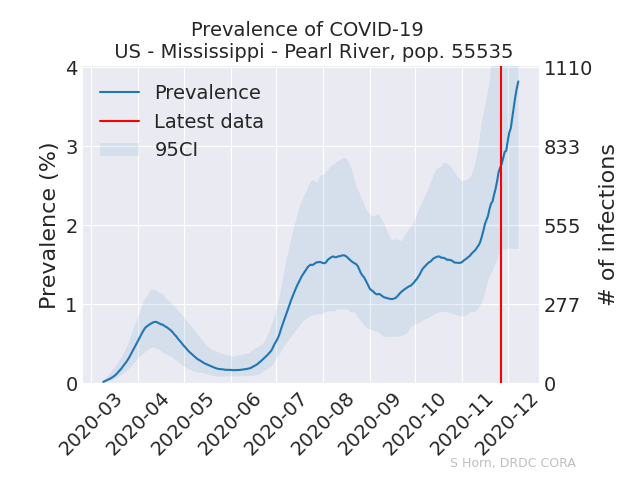 Prevalence of COVID-19
US - Mississippi - Pearl River, pop. 55535
Prevalence
Latest data
95CI
Prevalence (%)
4
3
2
1
0
# of infections
1110
833
555
277
0
2020-03
2020-04
2020-05
2020-06
2020-07
2020-08
2020-09
2020-10
2020-11
2020-12
S Horn, DRDC CORA